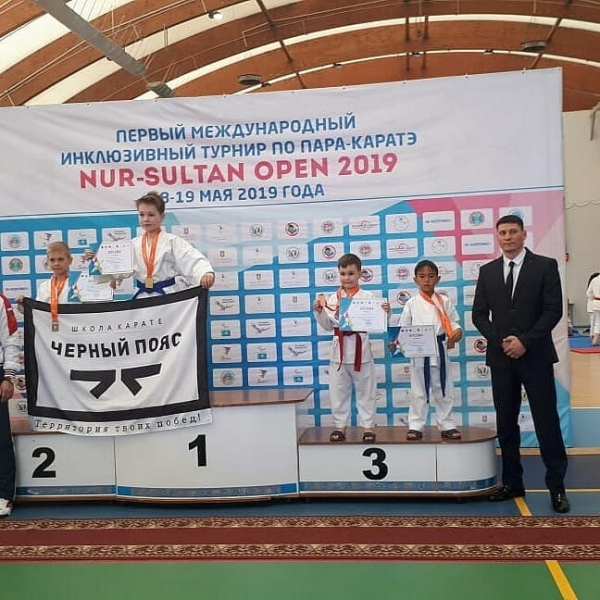 ПЕРВЫЙ МЕЖДУНАРОДНЫЙ
ИНКЛЮЗИВНЫЙ ТУРНИР ПО ПАРА-КАРАТЭ
NUR-SULTAN OPEN 2019
8-19 МАЯ 2019 ГОДА
ШКОЛА КАРАТЕ
ЧЕРНЫЙ ПОЯС
Территория твоих побед!
2
1
3